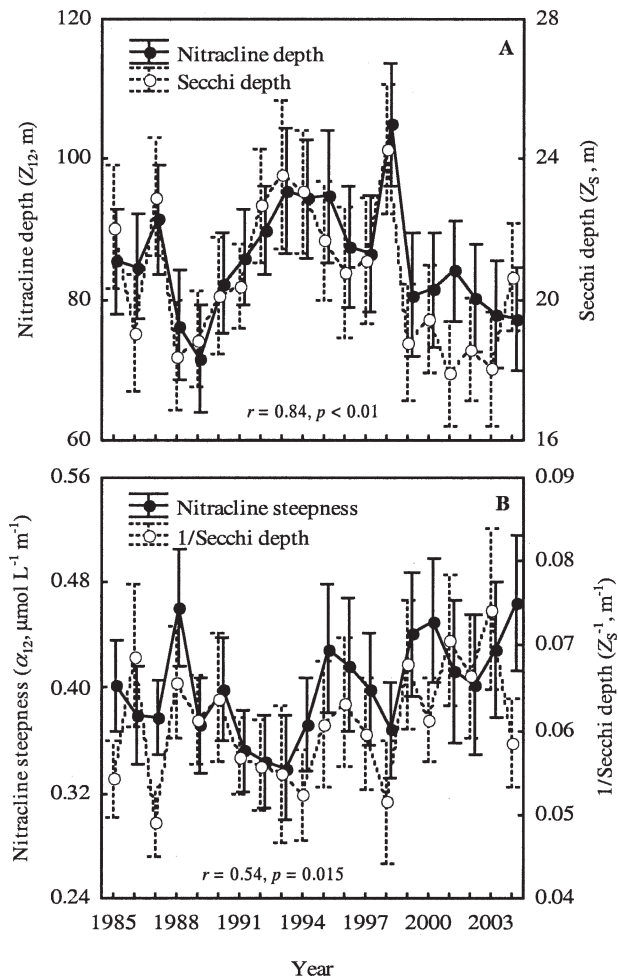 120
100
80
60
Nitracline depth (Z12, m)
Nitracline depth
Secchi depth
A
28
24
20
16
Secchi depth (ZS, m)
r = 0.84, p < 0.01
0.56
0.48
0.40
0.32
0.24
Nitracline steepness (α12, μmol L-1 m-1)
Nitracline steepness
1/Secchi depth
B
0.09
0.08
0.07
0.06
0.05
0.04
1/Secchi depth (ZS-1, m-1)
r = 0.54, p = 0.015
1985 1988 1991 1994 1997 2000 2003
Year